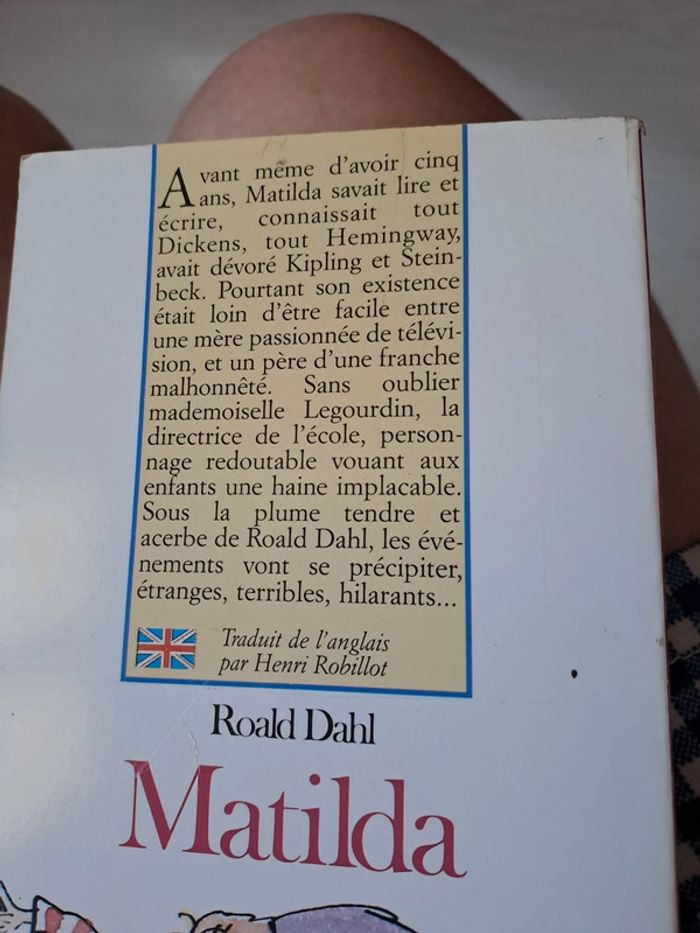 Avant même d'avoir cinq
ans, Matilda savait lire et
écrire, connaissait tout
Dickens, tout Hemingway,
avait dévoré Kipling et Stein-
beck. Pourtant son existence
était loin d'être facile entre
une mère passionnée de télévi-
sion, et un père d'une franche
malhonnêté. Sans oublier
mademoiselle Legourdin, la
directrice de l'école, person-
nage redoutable vouant aux
enfants une haine implacable.
Sous la plume tendre et
acerbe de Roald Dahl, les évé-
nements vont se précipiter,
étranges, terribles, hilarants...
Traduit de l'anglais
par Henri Robillot
Roald Dahl
Matilda